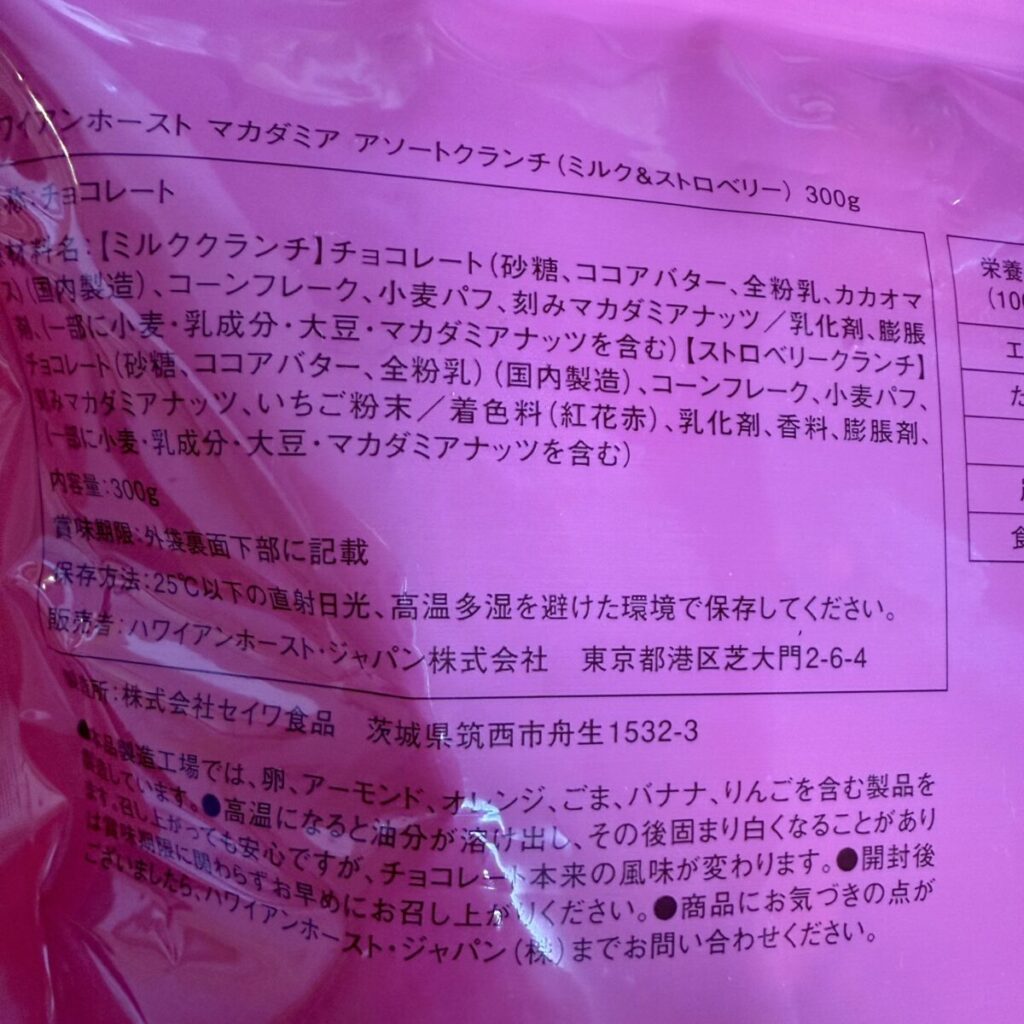 ワイアンホースト マカダミア アソートクランチ(ミルク&ストロベリー) 300g
称:チョコレート
材料名:【ミルククランチ】チョコレート(砂糖、ココアバター、全粉乳、カカオマ
ス)(国内製造)、コーンフレーク、小麦パフ、刻みマカダミアナッツ/乳化剤、膨脹
剤、(一部に小麦・乳成分・大豆・マカダミアナッツを含む)【ストロベリークランチ】
チョコレート(砂糖、ココアバター、全粉乳)(国内製造)、コーンフレーク、小麦パフ、
刻みマカダミアナッツ、いちご粉末/着色料(紅花赤)、乳化剤、香料、膨脹剤、
(一部に小麦・乳成分・大豆・マカダミアナッツを含む)
内容量:300g
賞味期限:外袋裏面下部に記載
保存方法:25℃以下の直射日光、高温多湿を避けた環境で保存してください。
販売者:ハワイアンホースト・ジャパン株式会社 東京都港区芝大門2-6-4
造所:株式会社セイワ食品 茨城県筑西市舟生1532-3
●本品製造工場では、卵、アーモンド、オレンジ、ごま、バナナ、りんごを含む製品を
製造しています。●高温になると油分が溶け出し、その後固まり白くなることがあり
ます。召し上がっても安心ですが、チョコレート本来の風味が変わります。●開封後
は賞味期限に関わらずお早めにお召し上がりください。●商品にお気づきの点が
ございましたら、ハワイアンホースト・ジャパン(株)までお問い合わせください。
栄養
(10
エ
た
食